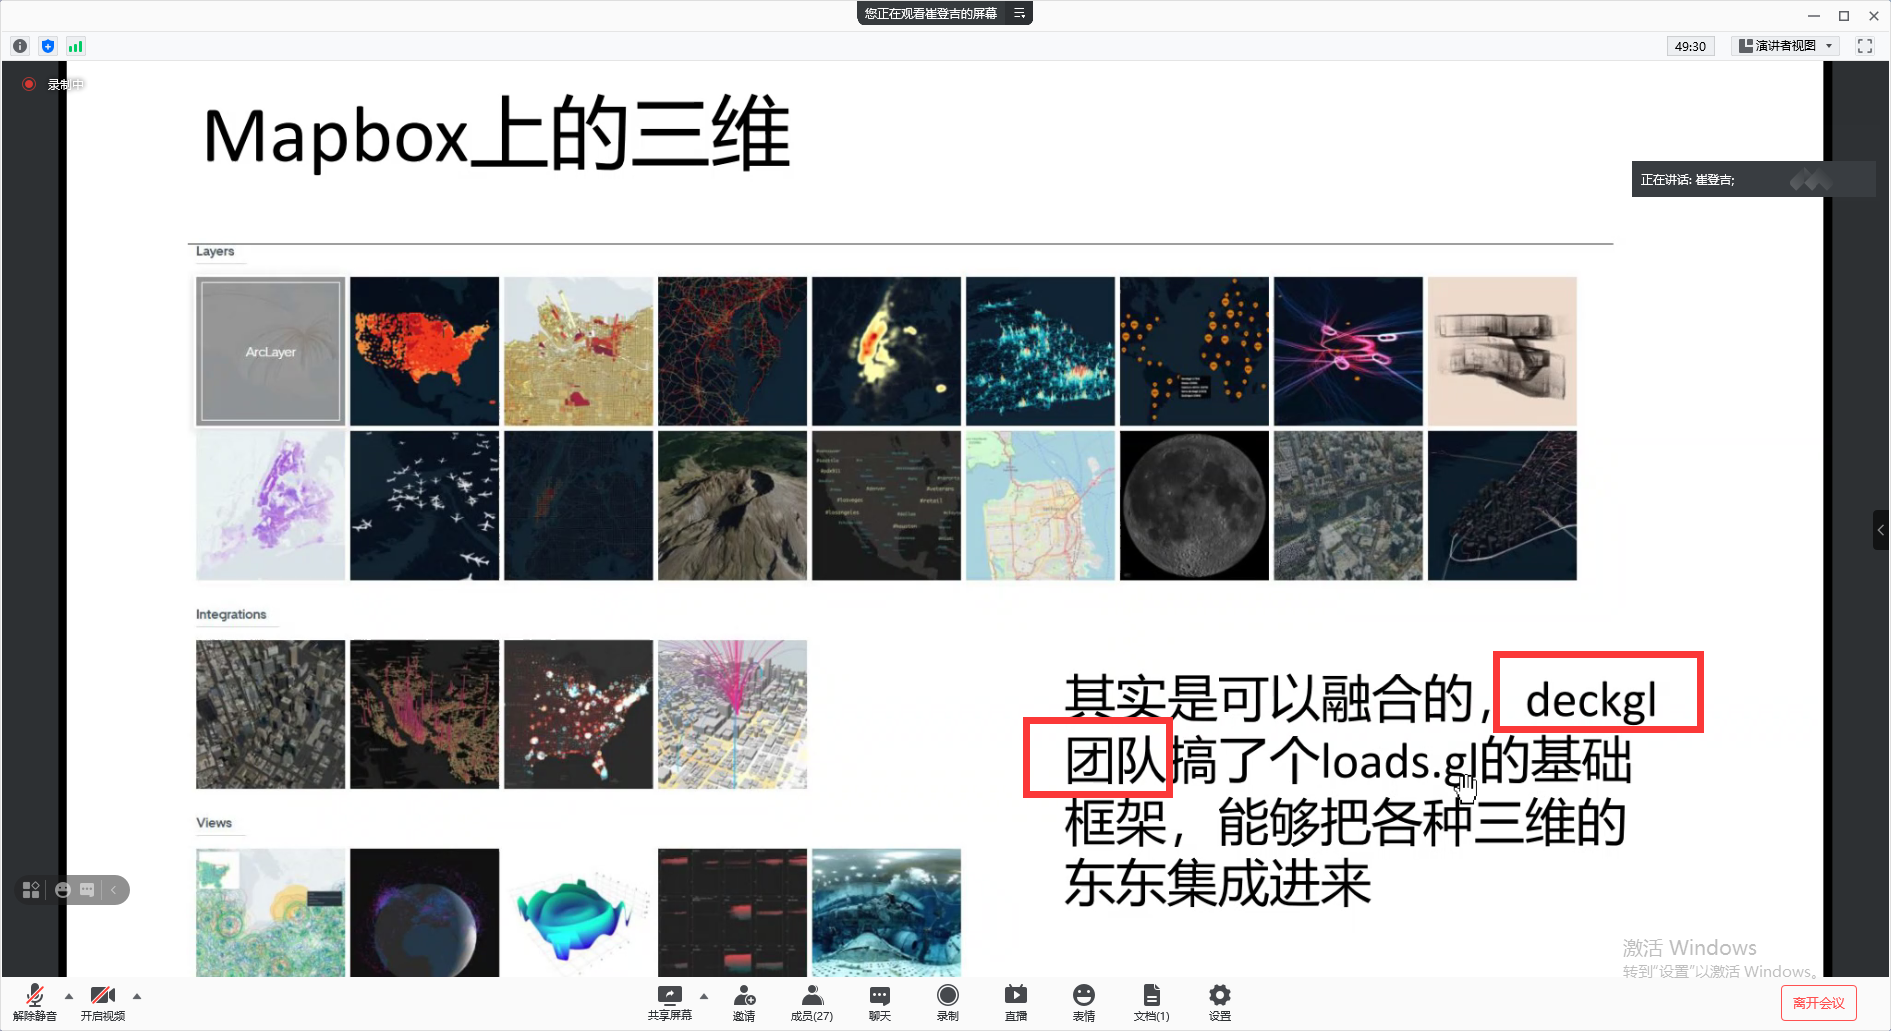 您正在观看崔登吉的屏幕
49:30
演讲者视图
录制中
Mapbox上的三维
正在讲话: 崔登吉;
Layers
ArcLayer
Integrations
其实是可以融合的，deckgl
团队搞了个loads.gl的基础
框架，能够把各种三维的
东东集成进来
Views
激活 Windows
转到“设置”以激活 Windows。
解除静音
开启视频
共享屏幕
邀请
成员(27)
聊天
录制
直播
表情
文档(1)
设置
离开会议